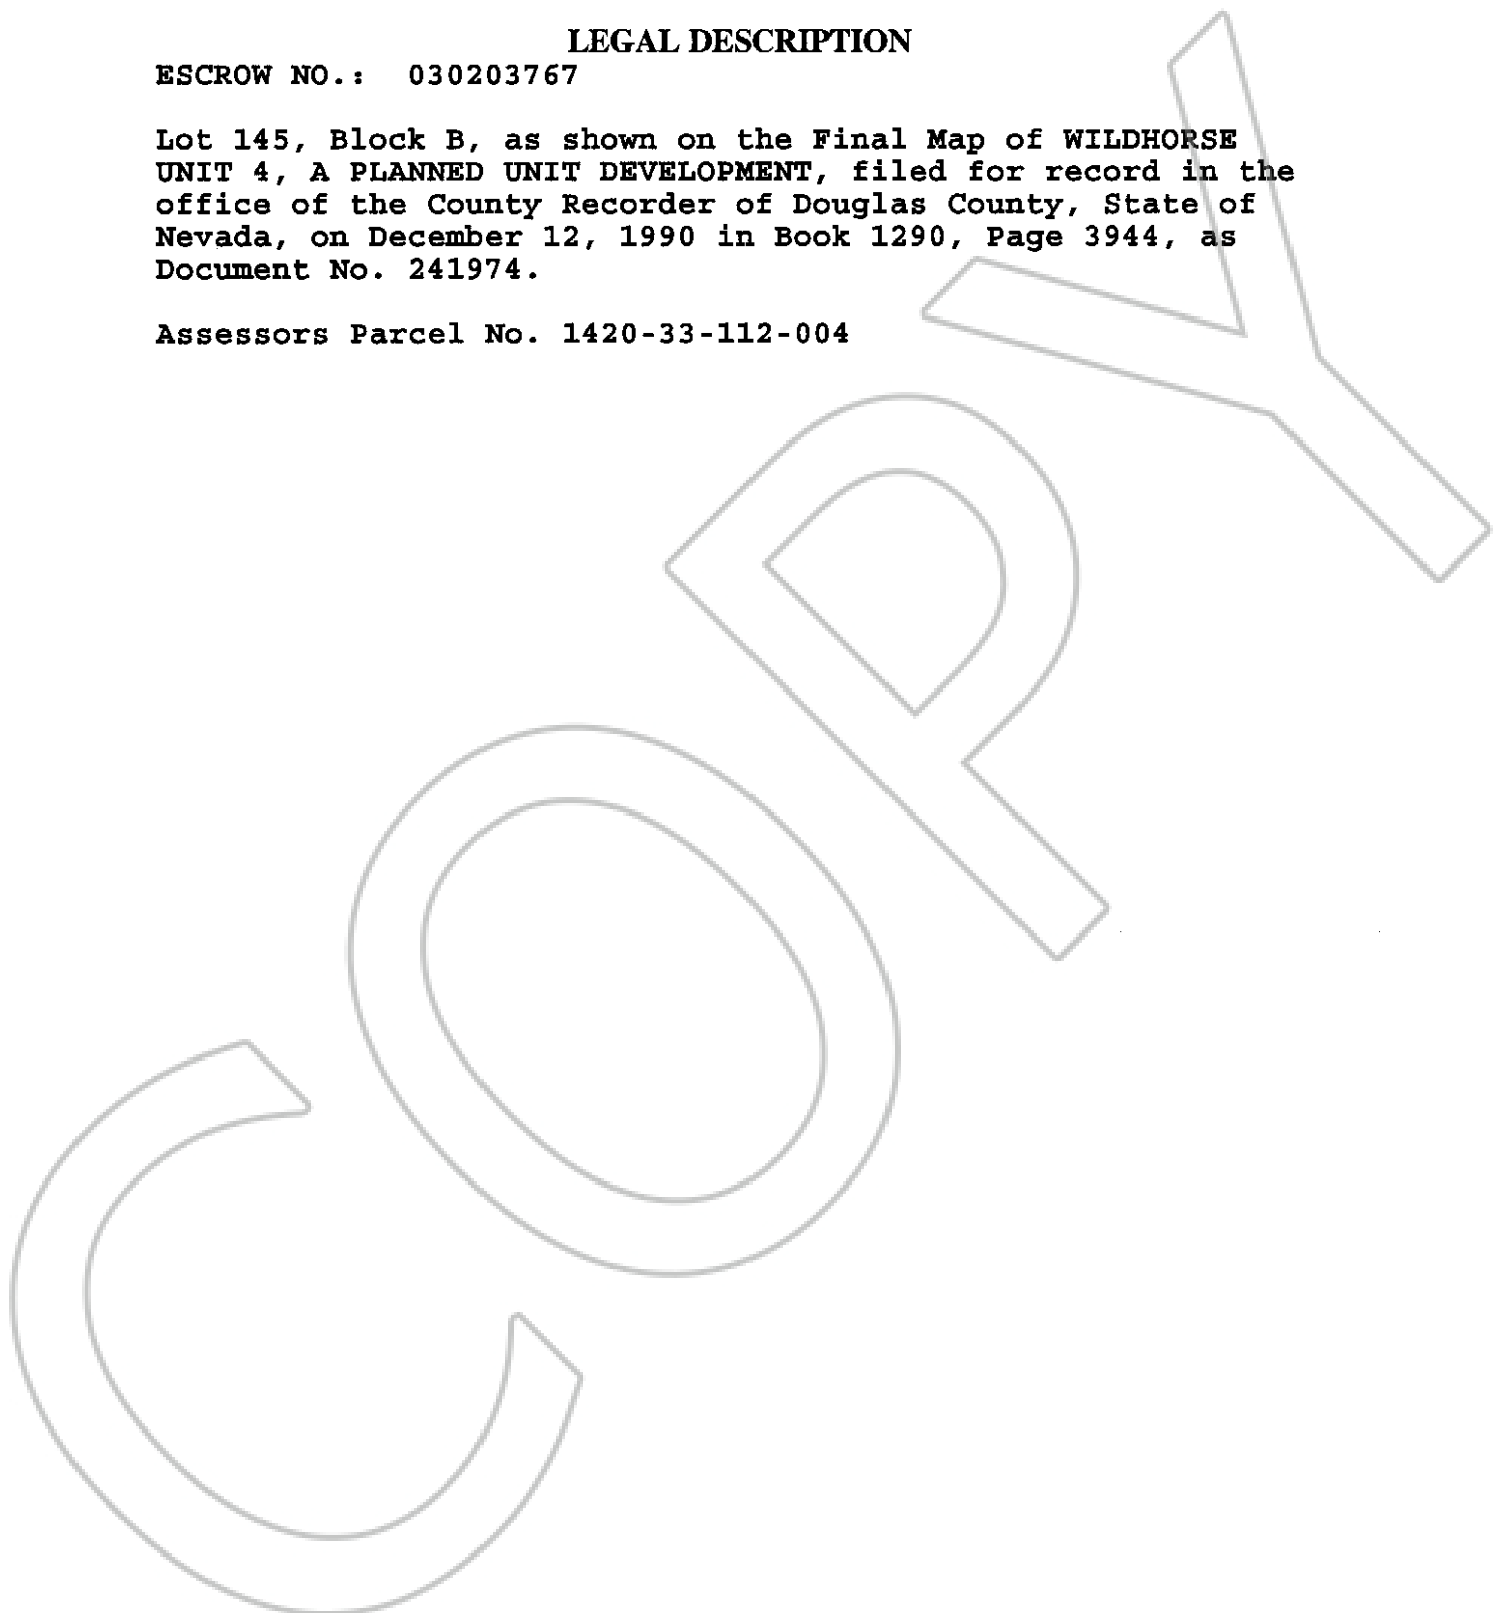 LEGAL DESCRIPTION
ESCROW NO.: 030203767
Lot 145, Block B, as shown on the Final Map of WILDHORSE
UNIT 4, A PLANNED UNIT DEVELOPMENT, filed for record in the
office of the County Recorder of Douglas County, State of
Nevada, on December 12, 1990 in Book 1290, Page 3944, as
Document No. 241974.
Assessors Parcel No. 1420-33-112-004
COPY